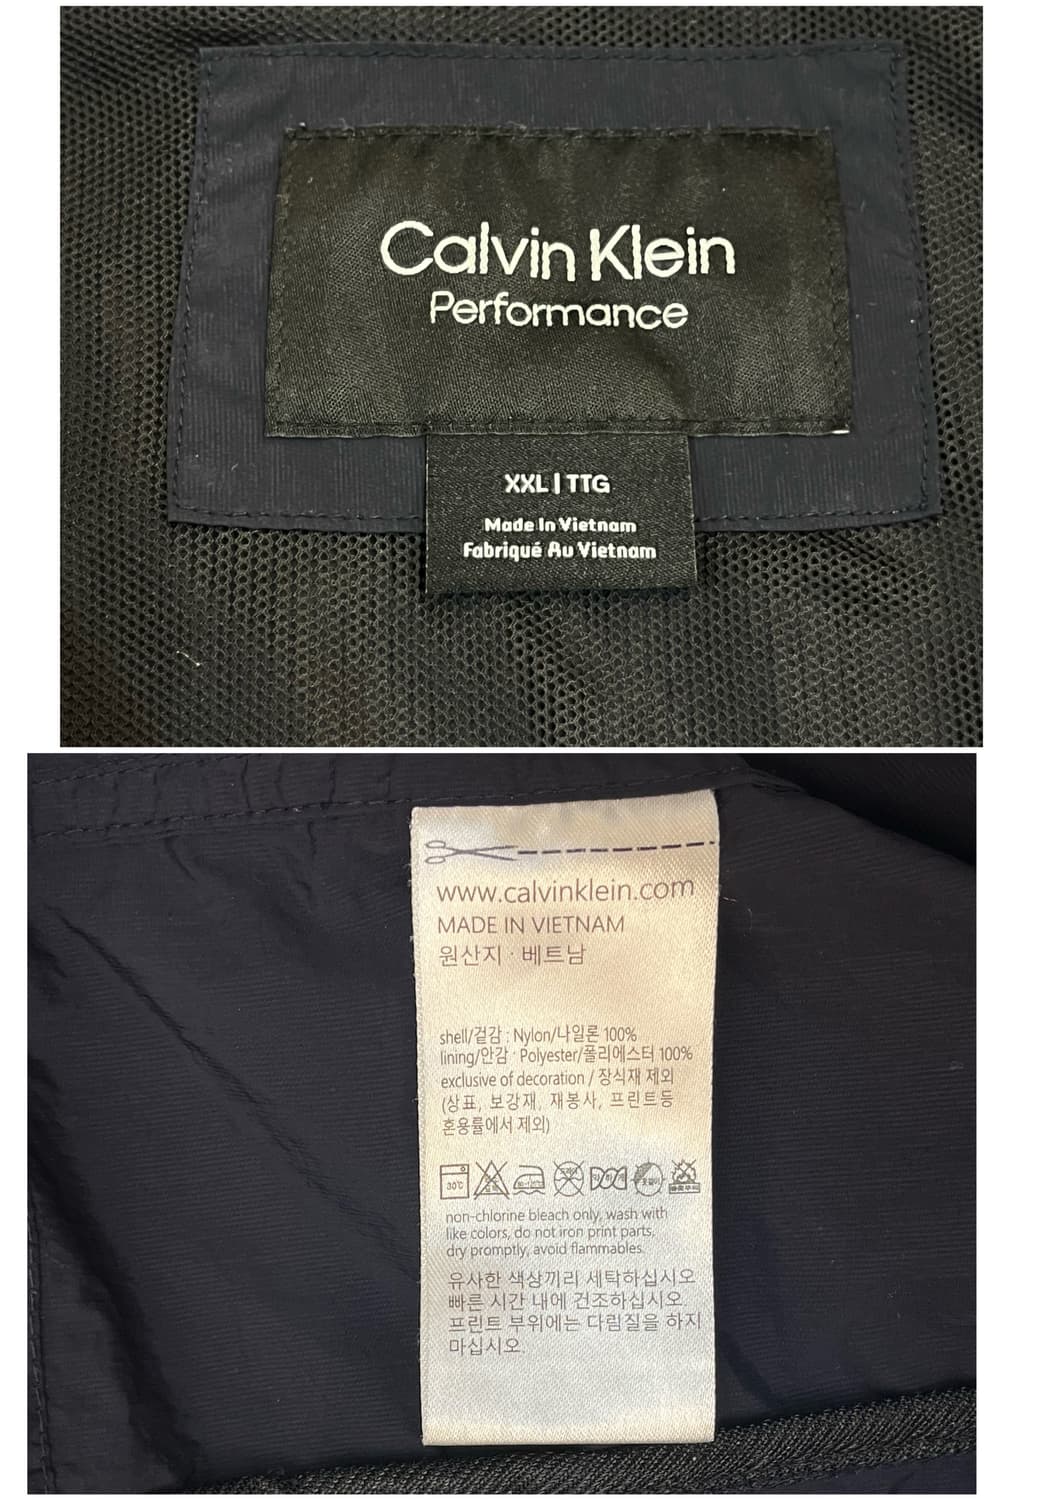 Calvin Klein
Performance
XXL | TTG
Made In Vietnam
Fabriqué Au Vietnam
www.calvinklein.com
MADE IN VIETNAM
원산지 : 베트남
shell/겉감 : Nylon/나일론 100%
lining/안감 : Polyester/폴리에스터 100%
exclusive of decoration / 장식재 제외
(상표, 보강재, 재봉사, 프린트등
혼용률에서 제외)
30℃
non-chlorine bleach only, wash with
like colors, do not iron print parts,
dry promptly, avoid flammables.
유사한 색상끼리 세탁하십시오
빠른 시간 내에 건조하십시오.
프린트 부위에는 다림질을 하지
마십시오.